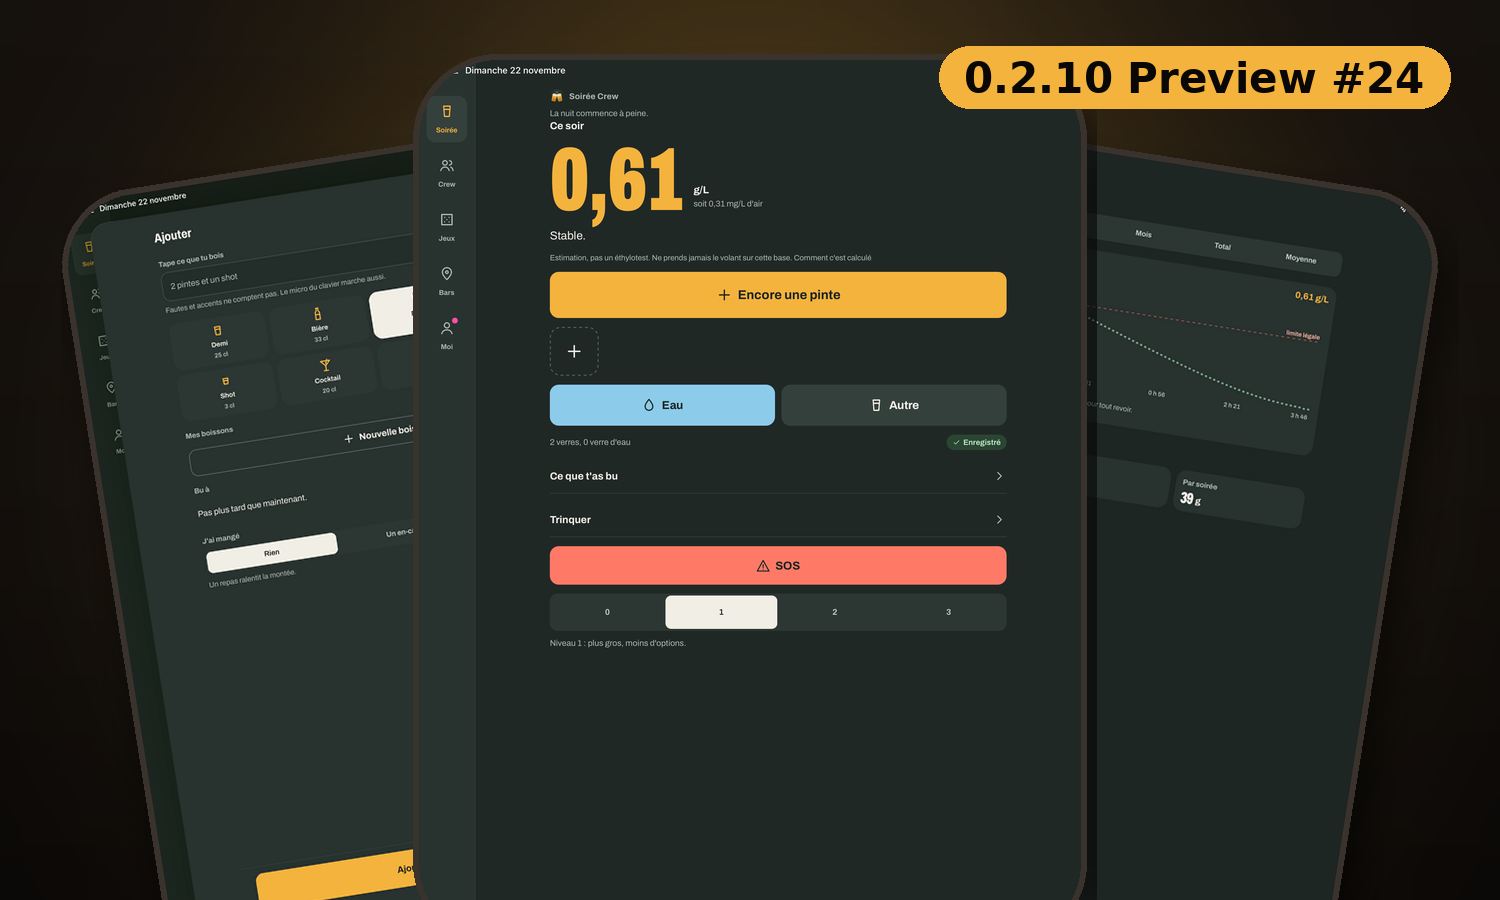 0.2.10 Preview #24
Dimanche 22 novembre
Ajouter
Tape ce que tu bois
2 pintes et un shot
Fautes et accents ne comptent pas. Le micro du clavier marche aussi.
Demi
25 cl
Bière
33 cl
Shot
3 cl
Cocktail
20 cl
Mes boissons
Nouvelle
Bu à
Pas plus tard que maintenant.
J'ai mangé
Rien
Un
Un repas ralentit la montée.
Dimanche 22 novembre
Soirée
Crew
Jeux
Bars
Moi
Soirée Crew
La nuit commence à peine.
Ce soir
0,61
g/L
soit 0,31 mg/L d'air
Stable.
Estimation, pas un éthylotest. Ne prends jamais le volant sur cette base. Comment c'est calculé
Encore une pinte
Eau
Autre
2 verres, 0 verre d'eau
Enregistré
Ce que t'as bu
Trinquer
SOS
0 1 2 3
Niveau 1 : plus gros, moins d'options.
Mois Total Moyenne
0,61 g/L
limite légale
0 h 56 2 h 21 3 h 46
tout revoir.
Par soirée
39 g